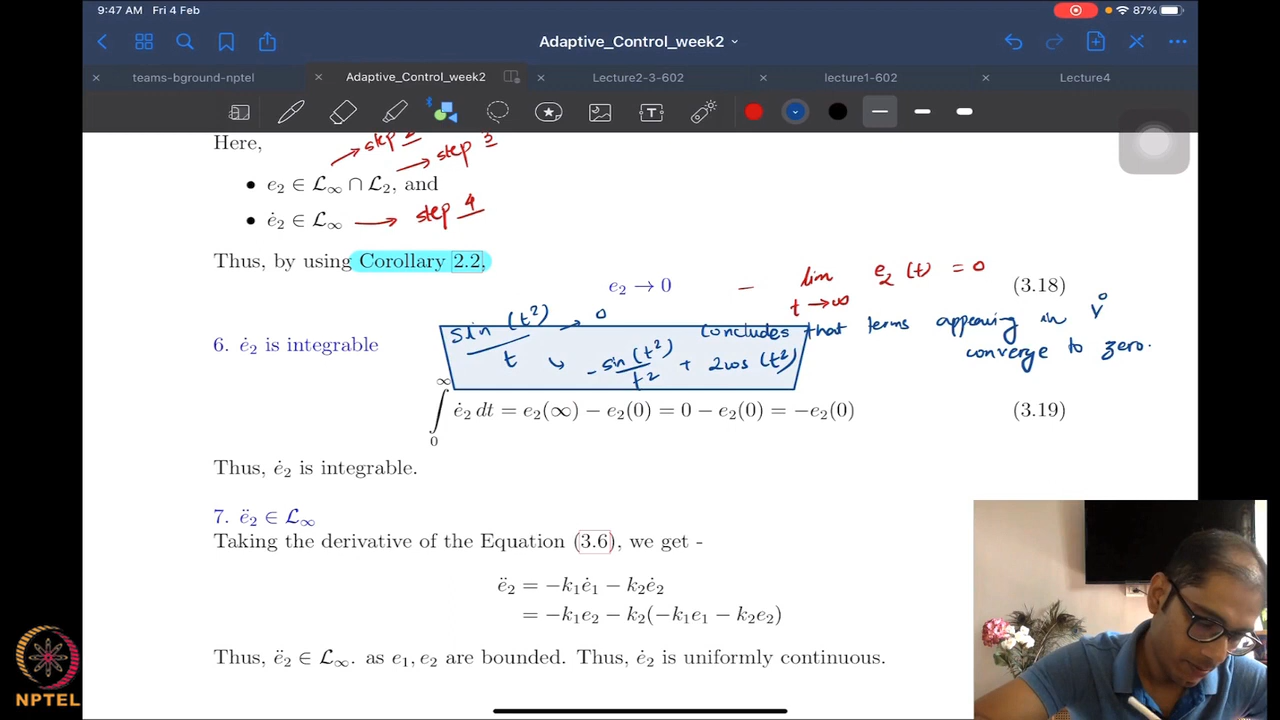 9:47 AM Fri 4 Feb
87%
Adaptive_Control_week2
teams-bground-nptel
Adaptive_Control_week2
Lecture2-3-602
lecture1-602
Lecture4
Here,
→ step 2
→ step 3
• e₂ ∈ L∞ ∩ L₂, and
• ė₂ ∈ L∞ → step 4
Thus, by using Corollary 2.2,
e₂ → 0 — lim t→∞ e₂(t) = 0 (3.18)
sin(t²)/t → 0
concludes that terms appearing in V̇
converge to zero.
6. ė₂ is integrable
↘ -sin(t²)/t² + 2cos(t²)
∫₀^∞ ė₂ dt = e₂(∞) − e₂(0) = 0 − e₂(0) = −e₂(0) (3.19)
Thus, ė₂ is integrable.
7. ë₂ ∈ L∞
Taking the derivative of the Equation (3.6), we get -
ë₂ = −k₁ė₁ − k₂ė₂
= −k₁e₂ − k₂(−k₁e₁ − k₂e₂)
Thus, ë₂ ∈ L∞. as e₁, e₂ are bounded. Thus, ė₂ is uniformly continuous.
NPTEL